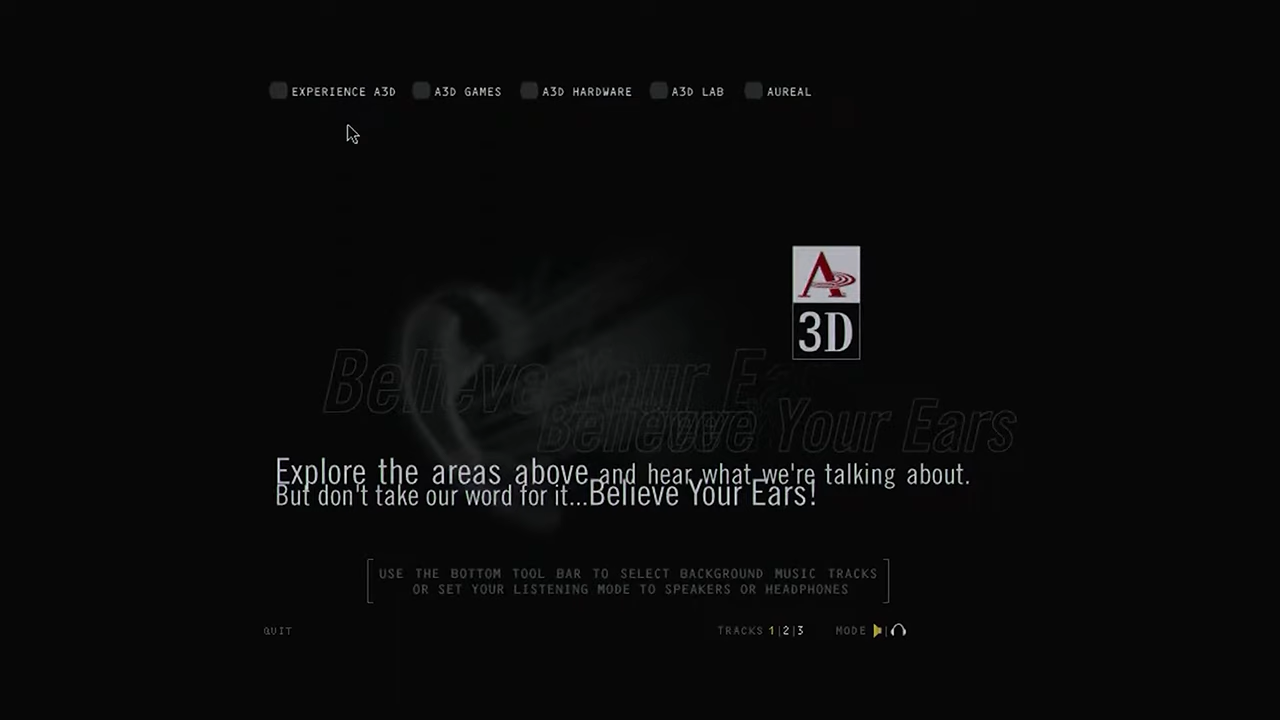 EXPERIENCE A3D A3D GAMES A3D HARDWARE A3D LAB AUREAL
A
3D
Believe Your Ears
Believe Your Ears
Explore the areas above and hear what we're talking about.
But don't take our word for it...Believe Your Ears!
USE THE BOTTOM TOOL BAR TO SELECT BACKGROUND MUSIC TRACKS
OR SET YOUR LISTENING MODE TO SPEAKERS OR HEADPHONES
QUIT TRACKS 1|2|3 MODE